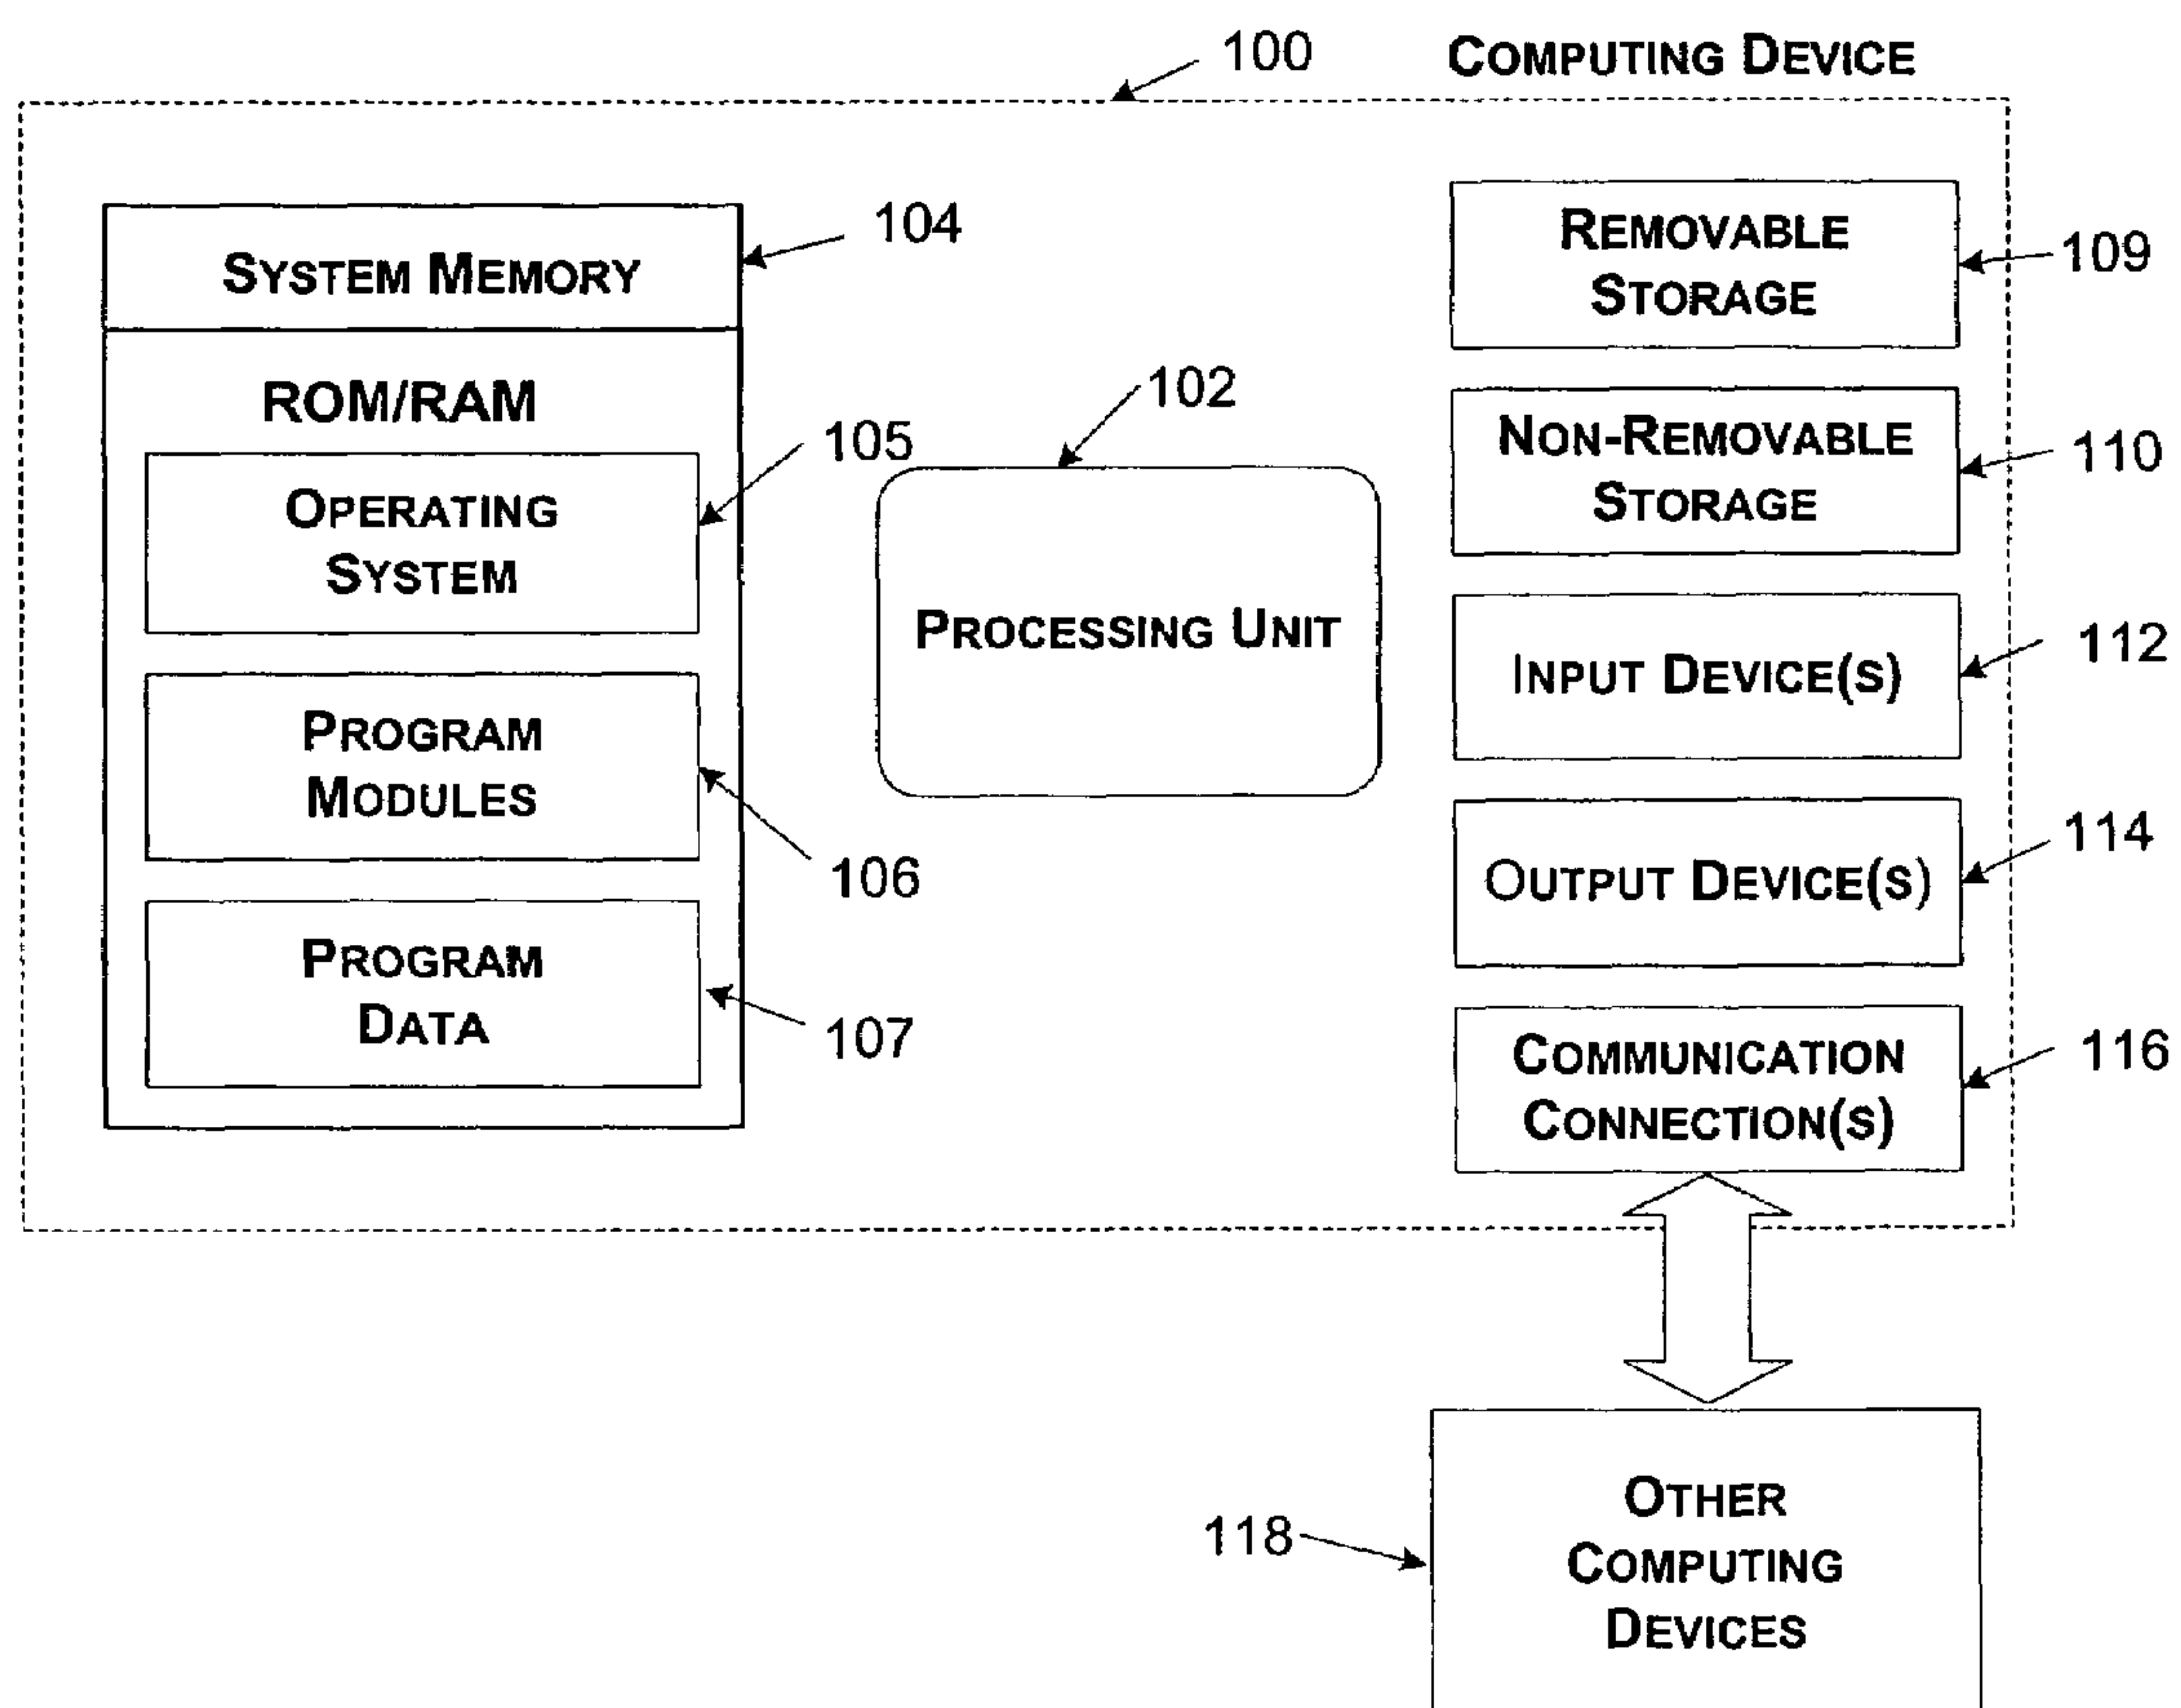 100 COMPUTING DEVICE
SYSTEM MEMORY
104
ROM/RAM
OPERATING
SYSTEM
105
PROGRAM
MODULES
106
PROGRAM
DATA
107
102
PROCESSING UNIT
REMOVABLE
STORAGE
109
NON-REMOVABLE
STORAGE
110
INPUT DEVICE(S)
112
OUTPUT DEVICE(S)
114
COMMUNICATION
CONNECTION(S)
116
118
OTHER
COMPUTING
DEVICES